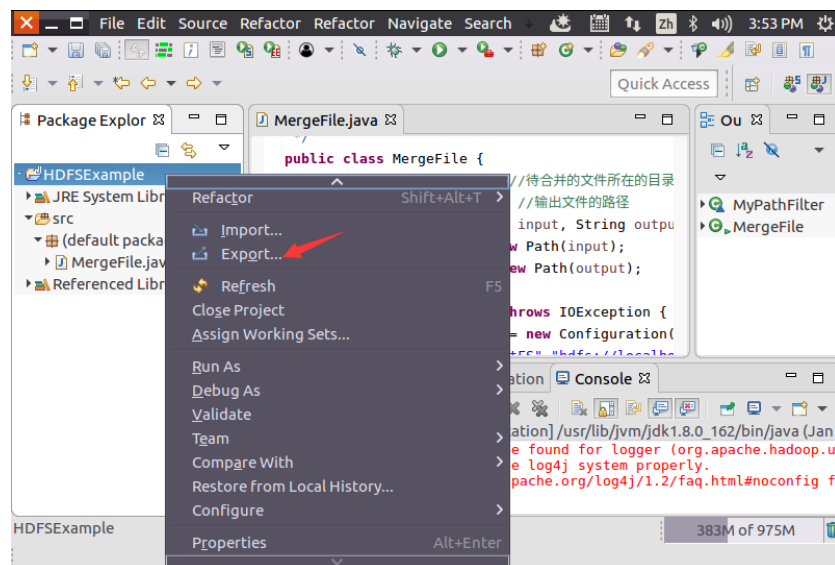 File Edit Source Refactor Refactor Navigate Search Zh 3:53 PM
Quick Access
Package Explor
MergeFile.java
Ou
*/
public class MergeFile {
HDFSExample
//待合并的文件所在的目录
JRE System Libr
//输出文件的路径
src
input, String outpu
(default packa
w Path(input);
MergeFile.jav
ew Path(output);
Referenced Libr
hrows IOException {
= new Configuration(
MyPathFilter
MergeFile
Refactor Shift+Alt+T
Import...
Export...
Refresh F5
Close Project
Assign Working Sets...
Run As
Debug As
Validate
Team
Compare With
Restore from Local History...
Configure
Properties Alt+Enter
ation
Console
ation] /usr/lib/jvm/jdk1.8.0_162/bin/java (Jan
e found for logger (org.apache.hadoop.u
e log4j system properly.
pache.org/log4j/1.2/faq.html#noconfig f
HDFSExample
383M of 975M